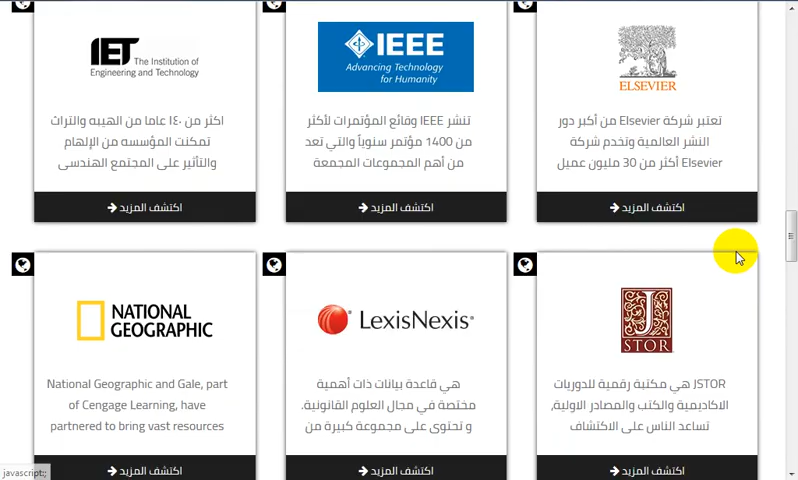 ELSEVIER
تعتبر شركة Elsevier من أكبر دور
النشر العالمية وتخدم شركة
Elsevier أكثر من 30 مليون عميل
اكتشف المزيد
IEEE
Advancing Technology
for Humanity
تنشر IEEE وقائع المؤتمرات لأكثر
من 1400 مؤتمر سنوياً والتي تعد
من أهم المجموعات المجمعة
اكتشف المزيد
IET The Institution of
Engineering and Technology
اكثر من ١٤٠ عاما من الهيبه والتراث
تمكنت المؤسسه من الإلهام
والتأثير على المجتمع الهندسى
اكتشف المزيد
J
STOR
JSTOR هي مكتبة رقمية للدوريات
الاكاديمية والكتب والمصادر الاولية,
تساعد الناس على الاكتشاف
اكتشف المزيد
LexisNexis®
هي قاعدة بيانات ذات أهمية
مختصة في مجال العلوم القانونية.
و تحتوى على مجموعة كبيرة من
اكتشف المزيد
NATIONAL
GEOGRAPHIC
National Geographic and Gale, part
of Cengage Learning, have
partnered to bring vast resources
اكتشف المزيد
javascript:;